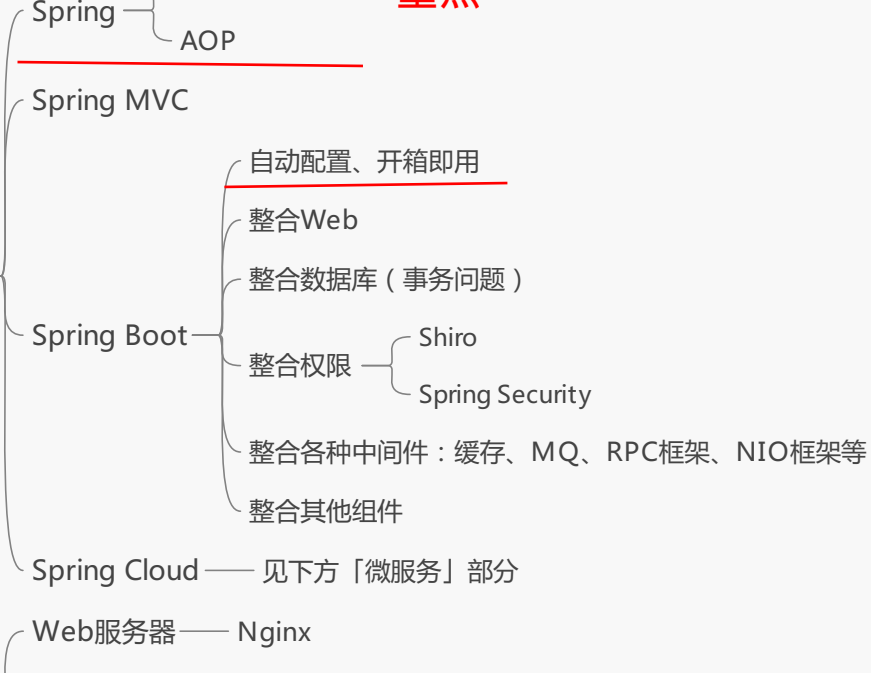 重点
Spring
AOP
Spring MVC
自动配置、开箱即用
整合Web
整合数据库（事务问题）
Spring Boot
Shiro
整合权限
Spring Security
整合各种中间件：缓存、MQ、RPC框架、NIO框架等
整合其他组件
Spring Cloud
见下方「微服务」部分
Web服务器
Nginx